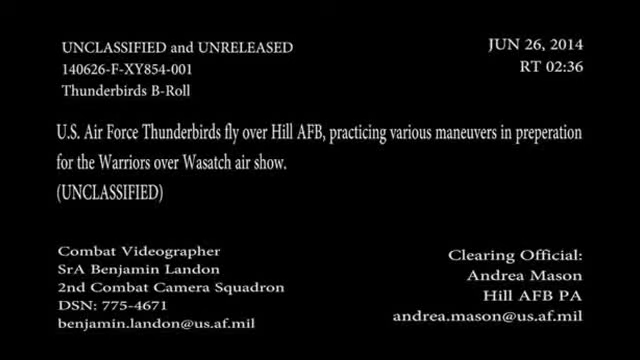 UNCLASSIFIED and UNRELEASED
140626-F-XY854-001
Thunderbirds B-Roll
JUN 26, 2014
RT 02:36
U.S. Air Force Thunderbirds fly over Hill AFB, practicing various maneuvers in preperation
for the Warriors over Wasatch air show.
(UNCLASSIFIED)
Combat Videographer
SrA Benjamin Landon
2nd Combat Camera Squadron
DSN: 775-4671
benjamin.landon@us.af.mil
Clearing Official:
Andrea Mason
Hill AFB PA
andrea.mason@us.af.mil